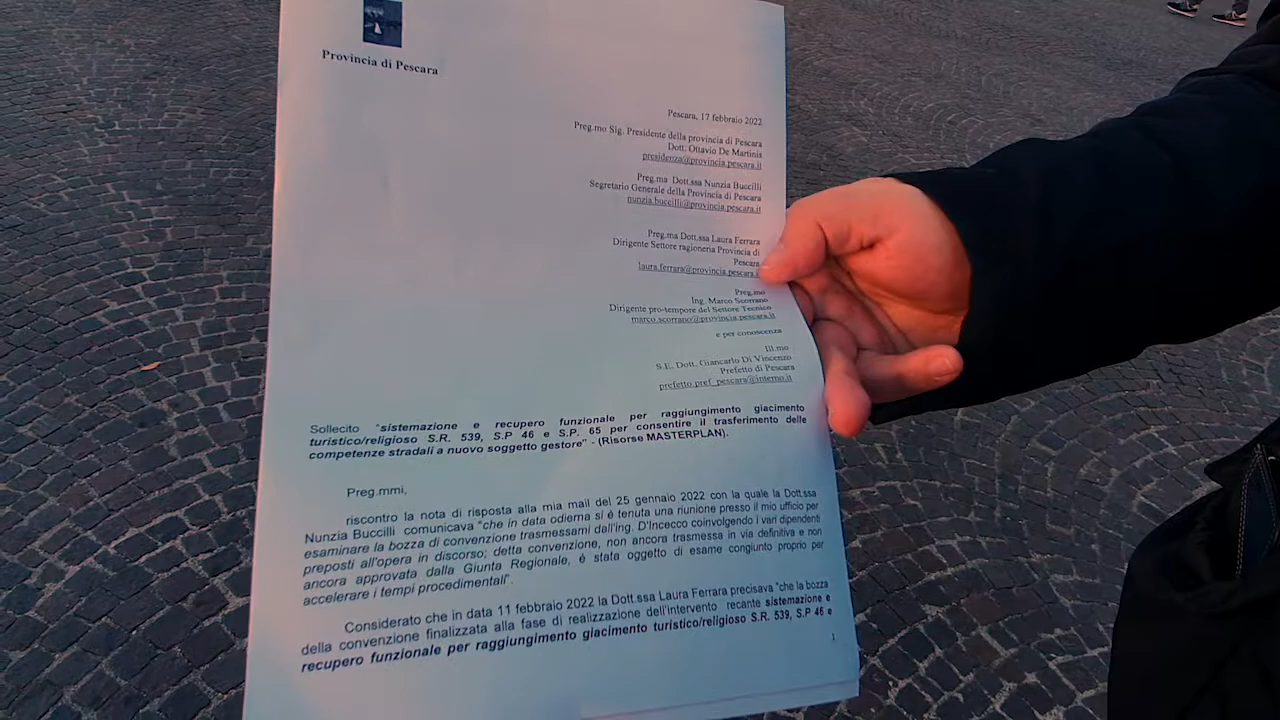 Provincia di Pescara
Pescara, 17 febbraio 2022
Preg.mo Sig. Presidente della provincia di Pescara
Dott. Ottavio De Martinis
presidenza@provincia.pescara.it
Preg.ma Dott.ssa Nunzia Buccilli
Segretario Generale della Provincia di Pescara
nunzia.buccilli@provincia.pescara.it
Preg.ma Dott.ssa Laura Ferrara
Dirigente Settore ragioneria Provincia di
Pescara
laura.ferrara@provincia.pescara.i
Preg.mo
Ing. Marco Scorrano
Dirigente pro-tempore del Settore Tecnico
marco.scorrano@provincia.pescara.it
e per conoscenza
Ill.mo
S.E. Dott. Giancarlo Di Vincenzo
Prefetto di Pescara
prefetto.pref_pescara@interno.it
Sollecito "sistemazione e recupero funzionale per raggiungimento giacimento
turistico/religioso S.R. 539, S.P 46 e S.P. 65 per consentire il trasferimento delle
competenze stradali a nuovo soggetto gestore" - (Risorse MASTERPLAN).
Preg.mmi,
riscontro la nota di risposta alla mia mail del 25 gennaio 2022 con la quale la Dott.ssa
Nunzia Buccilli comunicava "che in data odierna si è tenuta una riunione presso il mio ufficio per
esaminare la bozza di convenzione trasmessami dall'ing. D'Incecco coinvolgendo i vari dipendenti
preposti all'opera in discorso; detta convenzione, non ancora trasmessa in via definitiva e non
ancora approvata dalla Giunta Regionale, è stata oggetto di esame congiunto proprio per
accelerare i tempi procedimentali".
Considerato che in data 11 febbraio 2022 la Dott.ssa Laura Ferrara precisava "che la bozza
della convenzione finalizzata alla fase di realizzazione dell'intervento recante sistemazione e
recupero funzionale per raggiungimento giacimento turistico/religioso S.R. 539, S.P 46 e
1